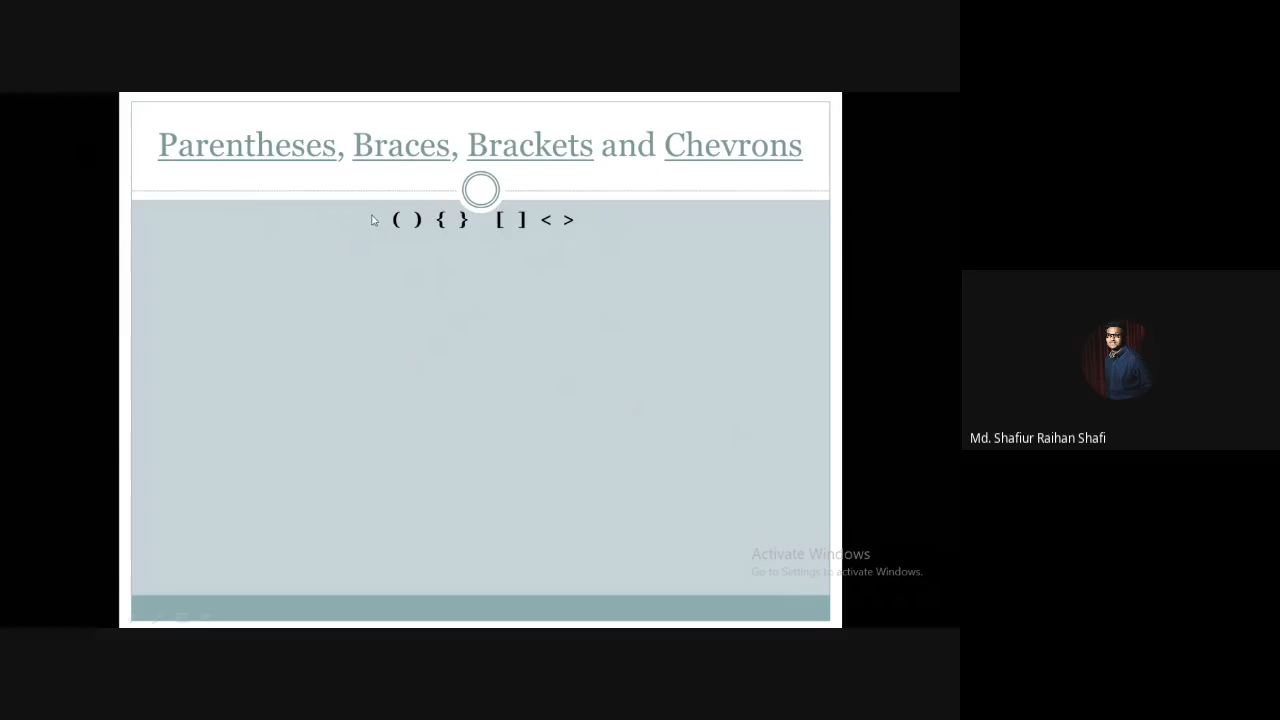 Parentheses, Braces, Brackets and Chevrons
( ) { } [ ] < >
Activate Windows
Go to Settings to activate Windows.
Md. Shafiur Raihan Shafi